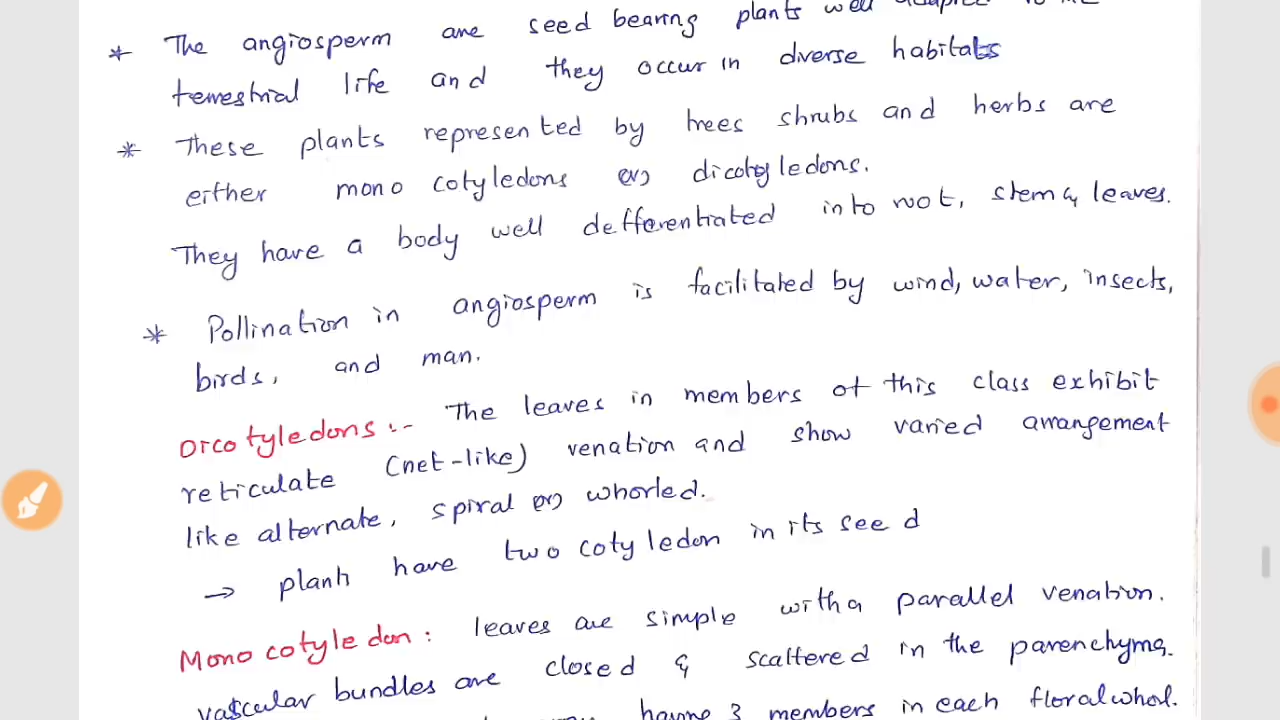 * The angiosperm are seed bearing plants well
terrestrial life and they occur in diverse habitats
* These plants represented by trees shrubs and herbs are
either mono cotyledons (or) dicotyledons.
They have a body well defferentiated into root, stem & leaves.
* Pollination in angiosperm is facilitated by wind, water, insects,
birds, and man.
Dicotyledons :- The leaves in members of this class exhibit
reticulate (net-like) venation and show varied arrangement
like alternate, spiral (or) whorled.
→ plant have two cotyledon in its seed
Mono cotyledon : leaves are simple with a parallel venation.
vascular bundles are closed & scattered in the parenchyma.
3 members in each floral whorl.